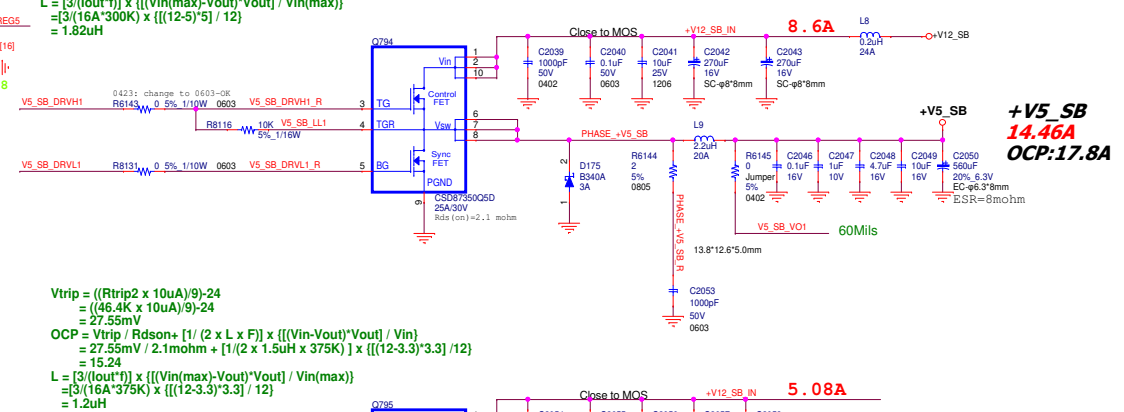 L = [3/(Iout*f)] x {[(Vin(max)-Vout)*Vout] / Vin(max)}
=[3/(16A*300K) x {[(12-5)*5] / 12}
= 1.82uH
REG5
[16]
8
0423: change to 0603-OK
V5_SB_DRVH1
R6143
0 5%_1/10W 0603
V5_SB_DRVH1_R
R8116
10K
5%_1/16W
V5_SB_LL1
V5_SB_DRVL1
R8131
0 5%_1/10W 0603
V5_SB_DRVL1_R
Q794
3
TG
4
TGR
5
BG
Vin
1
2
10
Control
FET
Vsw
6
7
8
Sync
FET
PGND
9
CSD87350Q5D
25A/30V
Rds(on)=2.1 mohm
Close to MOS
+V12_SB_IN
8.6A
L8
0.2uH
24A
+V12_SB
C2039
1000pF
50V
0402
C2040
0.1uF
50V
0603
C2041
10uF
25V
1206
C2042
270uF
16V
SC-φ8*8mm
C2043
270uF
16V
SC-φ8*8mm
PHASE_+V5_SB
L9
2.2uH
20A
+V5_SB
+V5_SB
14.46A
OCP:17.8A
2
D175
B340A
3A
1
R6144
2
5%
0805
PHASE_+V5_SB_R
R6145
0
Jumper
5%
0402
C2046
0.1uF
16V
C2047
1uF
10V
C2048
4.7uF
16V
C2049
10uF
16V
C2050
560uF
20%_6.3V
EC-φ6.3*8mm
ESR=8mohm
V5_SB_VO1
60Mils
13.8*12.6*5.0mm
C2053
1000pF
50V
0603
Vtrip = ((Rtrip2 x 10uA)/9)-24
= ((46.4K x 10uA)/9)-24
= 27.55mV
OCP = Vtrip / Rdson+ [1/ (2 x L x F)] x {[(Vin-Vout)*Vout] / Vin}
= 27.55mV / 2.1mohm + [1/(2 x 1.5uH x 375K) ] x {[(12-3.3)*3.3] /12}
= 15.24
L = [3/(Iout*f)] x {[(Vin(max)-Vout)*Vout] / Vin(max)}
=[3/(16A*375K) x {[(12-3.3)*3.3] / 12}
= 1.2uH
Q795
Close to MOS
+V12_SB_IN
5.08A